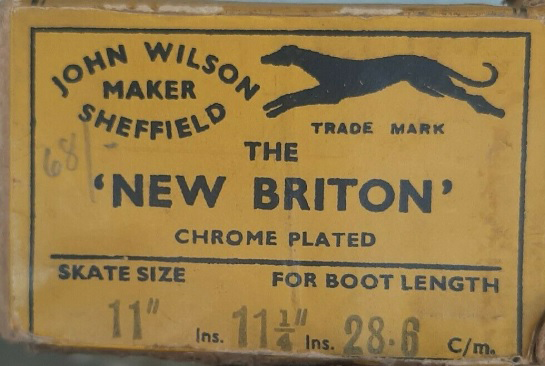 JOHN WILSON
MAKER
SHEFFIELD
TRADE MARK
68/-
THE
'NEW BRITON'
CHROME PLATED
SKATE SIZE FOR BOOT LENGTH
11" Ins. 11¼" Ins. 28·6 C/m.